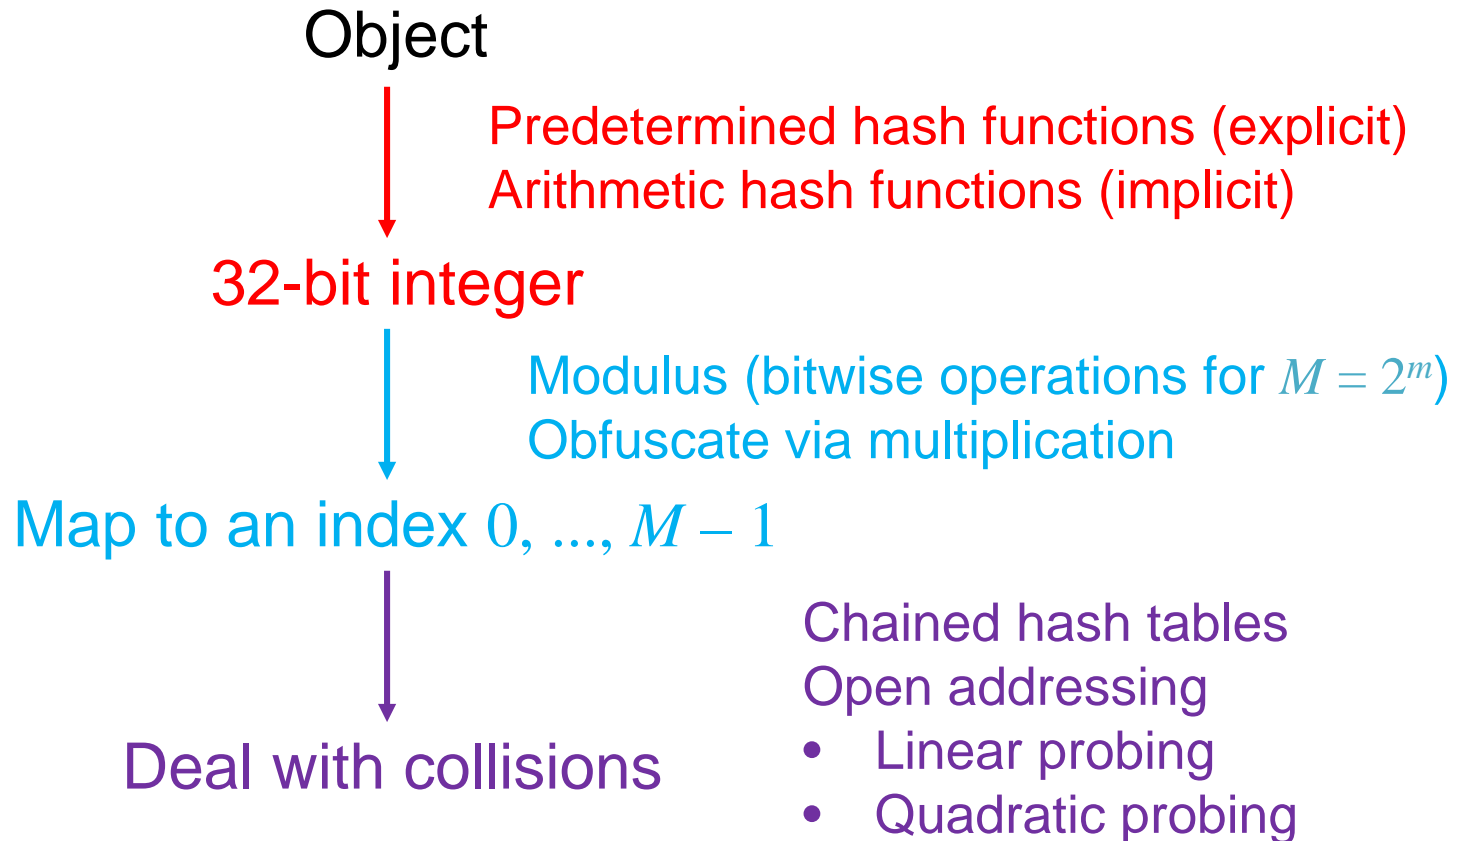 Object
Predetermined hash functions (explicit)
Arithmetic hash functions (implicit)
32-bit integer
Modulus (bitwise operations for M = 2ᵐ)
Obfuscate via multiplication
Map to an index 0, ..., M – 1
Chained hash tables
Open addressing
• Linear probing
Deal with collisions
• Quadratic probing